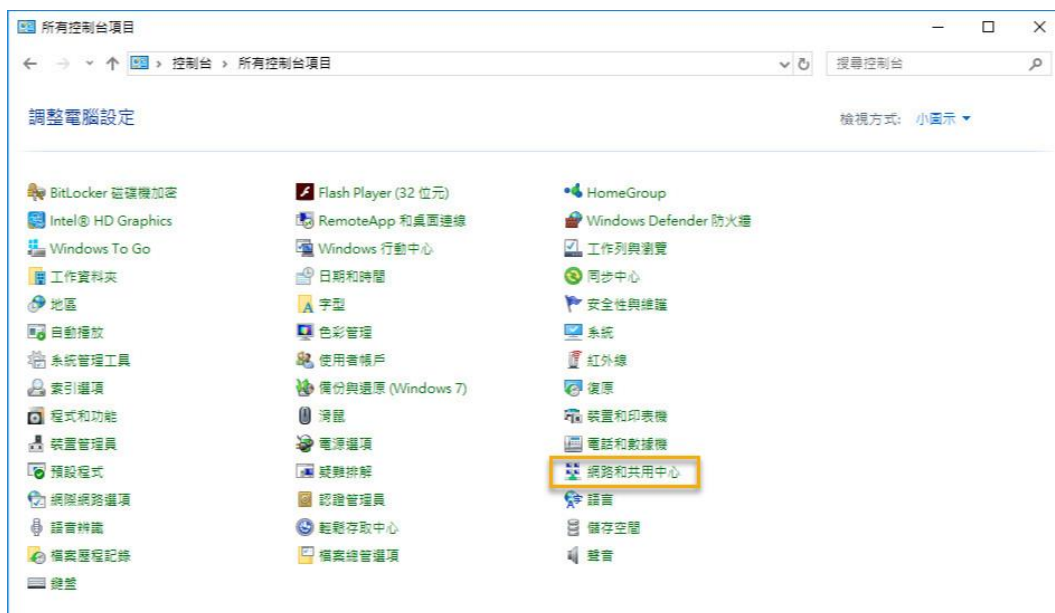 所有控制台項目
控制台 › 所有控制台項目
搜尋控制台
調整電腦設定
檢視方式: 小圖示
BitLocker 磁碟機加密
Flash Player (32 位元)
HomeGroup
Intel® HD Graphics
RemoteApp 和桌面連線
Windows Defender 防火牆
Windows To Go
Windows 行動中心
工作列與瀏覽
工作資料夾
日期和時間
同步中心
地區
字型
安全性與維護
自動播放
色彩管理
系統
系統管理工具
使用者帳戶
紅外線
索引選項
備份與還原 (Windows 7)
復原
程式和功能
滑鼠
裝置和印表機
裝置管理員
電源選項
電話和數據機
預設程式
疑難排解
網路和共用中心
網際網路選項
認證管理員
語言
語音辨識
輕鬆存取中心
儲存空間
檔案歷程記錄
檔案總管選項
聲音
鍵盤